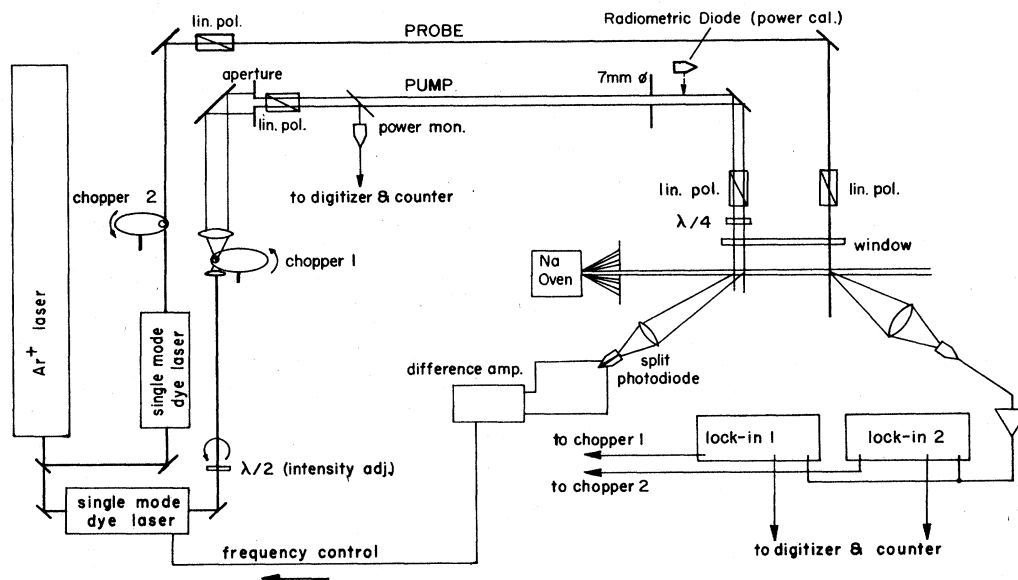 Radiometric Diode (power cal.)
lin. pol.
PROBE
aperture
PUMP
7mm ø
lin. pol.
power mon.
to digitizer & counter
chopper 2
chopper 1
lin. pol.
lin. pol.
λ/4
window
Na
Oven
Ar+ laser
single mode
dye laser
split
photodiode
difference amp.
lock-in 1
lock-in 2
to chopper 1
to chopper 2
λ/2 (intensity adj.)
single mode
dye laser
frequency control
to digitizer & counter